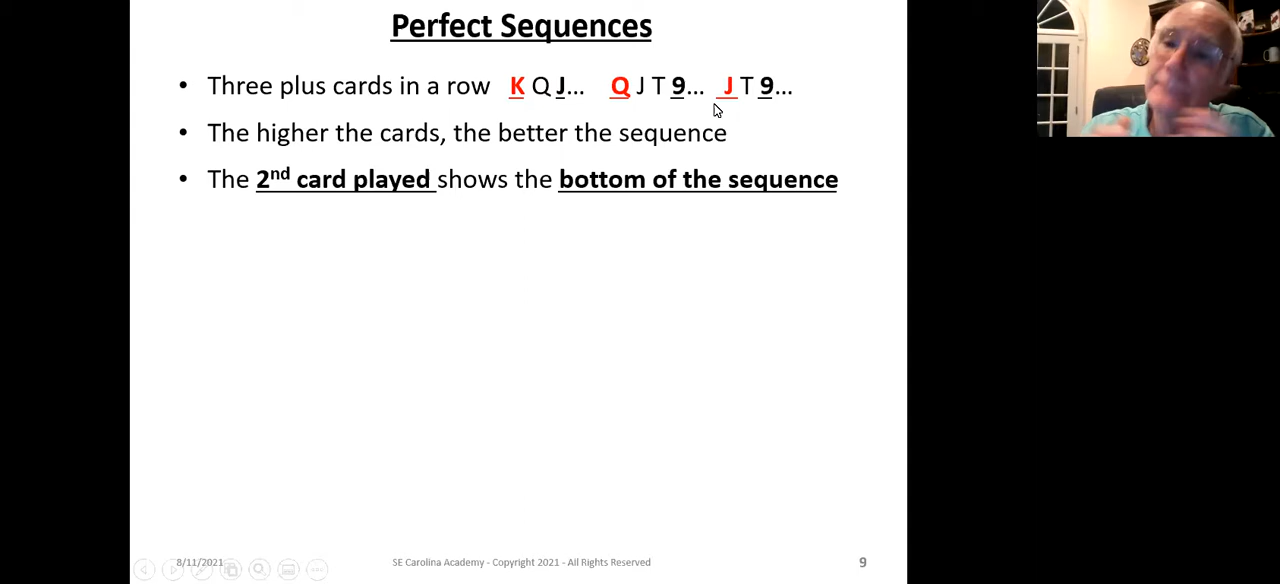 Perfect Sequences
• Three plus cards in a row K Q J... Q J T 9... J T 9...
• The higher the cards, the better the sequence
• The 2nd card played shows the bottom of the sequence
8/11/2021 SE Carolina Academy - Copyright 2021 - All Rights Reserved 9